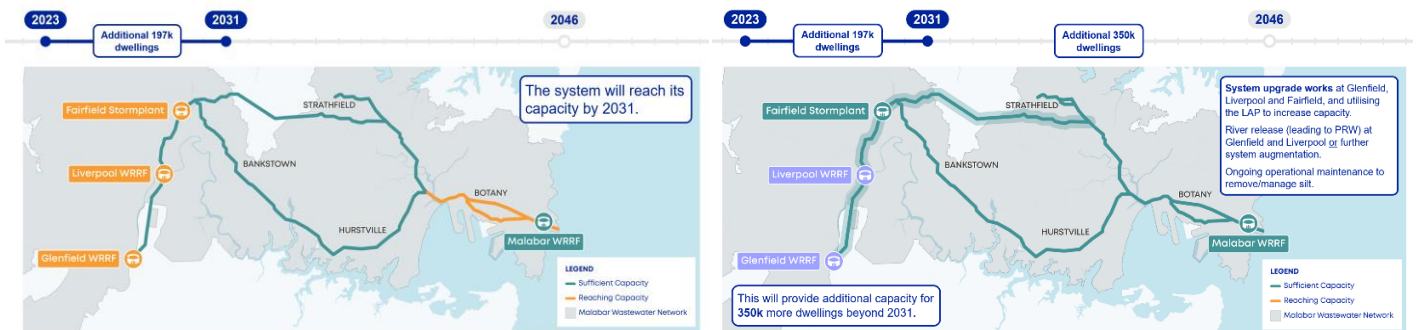 2023
2031
2046
Additional 197k
dwellings
The system will reach its
capacity by 2031.
Fairfield Stormplant
STRATHFIELD
Liverpool WRRF
BANKSTOWN
BOTANY
HURSTVILLE
Malabar WRRF
Glenfield WRRF
LEGEND
Sufficient Capacity
Reaching Capacity
Malabar Wastewater Network
2023
2031
2046
Additional 197k
dwellings
Additional 350k
dwellings
System upgrade works at Glenfield,
Liverpool and Fairfield, and utilising
the LAP to increase capacity.
River release (leading to PRW) at
Glenfield and Liverpool or further
system augmentation.
Ongoing operational maintenance to
remove/manage silt.
Fairfield Stormplant
STRATHFIELD
Liverpool WRRF
BANKSTOWN
BOTANY
HURSTVILLE
Malabar WRRF
Glenfield WRRF
This will provide additional capacity for
350k more dwellings beyond 2031.
LEGEND
Sufficient Capacity
Reaching Capacity
Malabar Wastewater Network